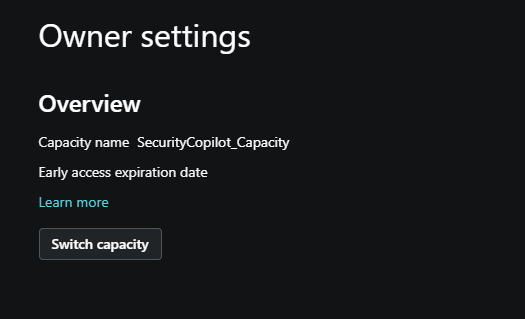 Owner settings
Overview
Capacity name SecurityCopilot_Capacity
Early access expiration date
Learn more
Switch capacity